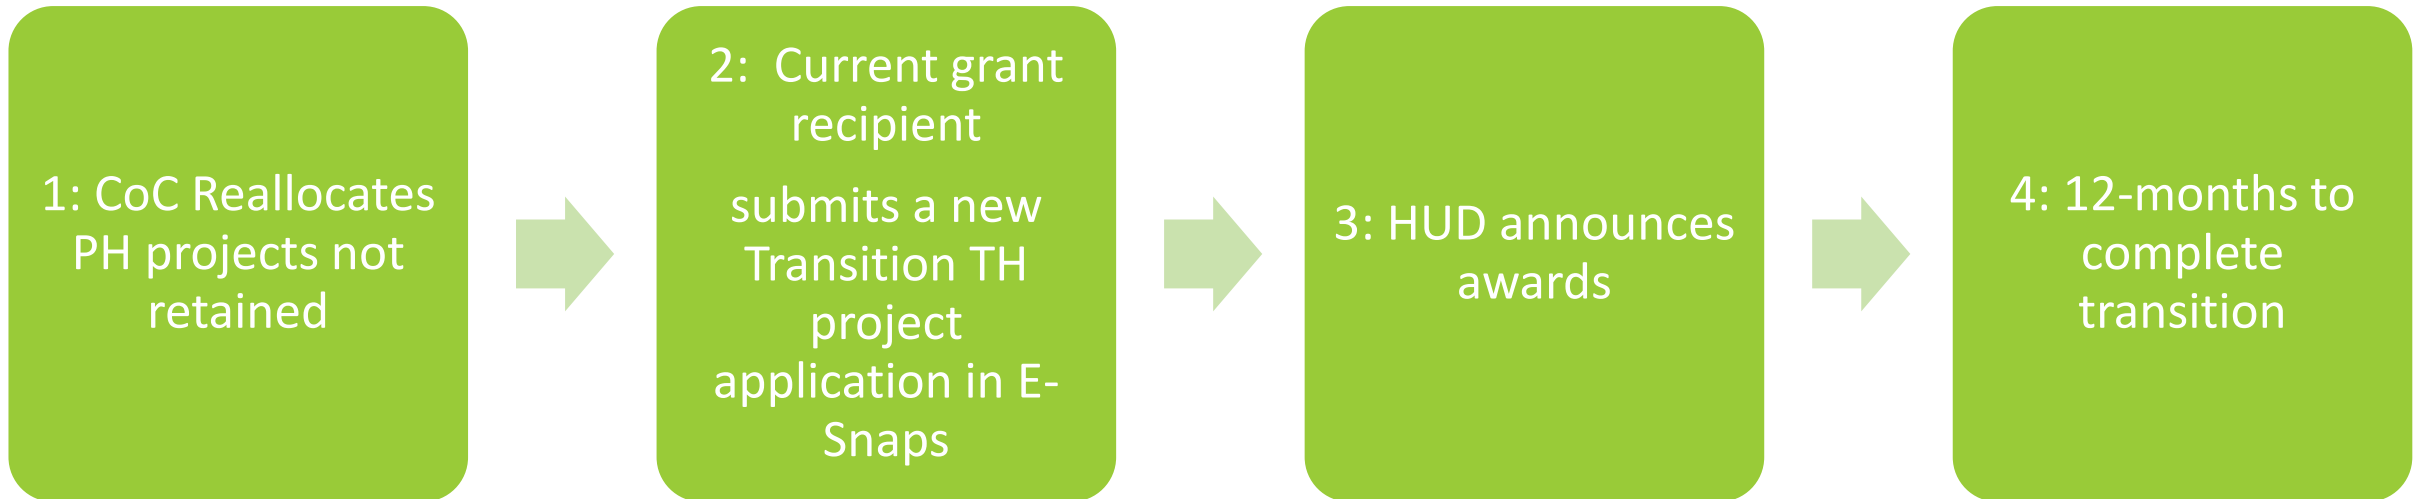 1: CoC Reallocates
PH projects not
retained
2:  Current grant
recipient
submits a new
Transition TH
project
application in E-
Snaps
3: HUD announces
awards
4: 12-months to
complete
transition